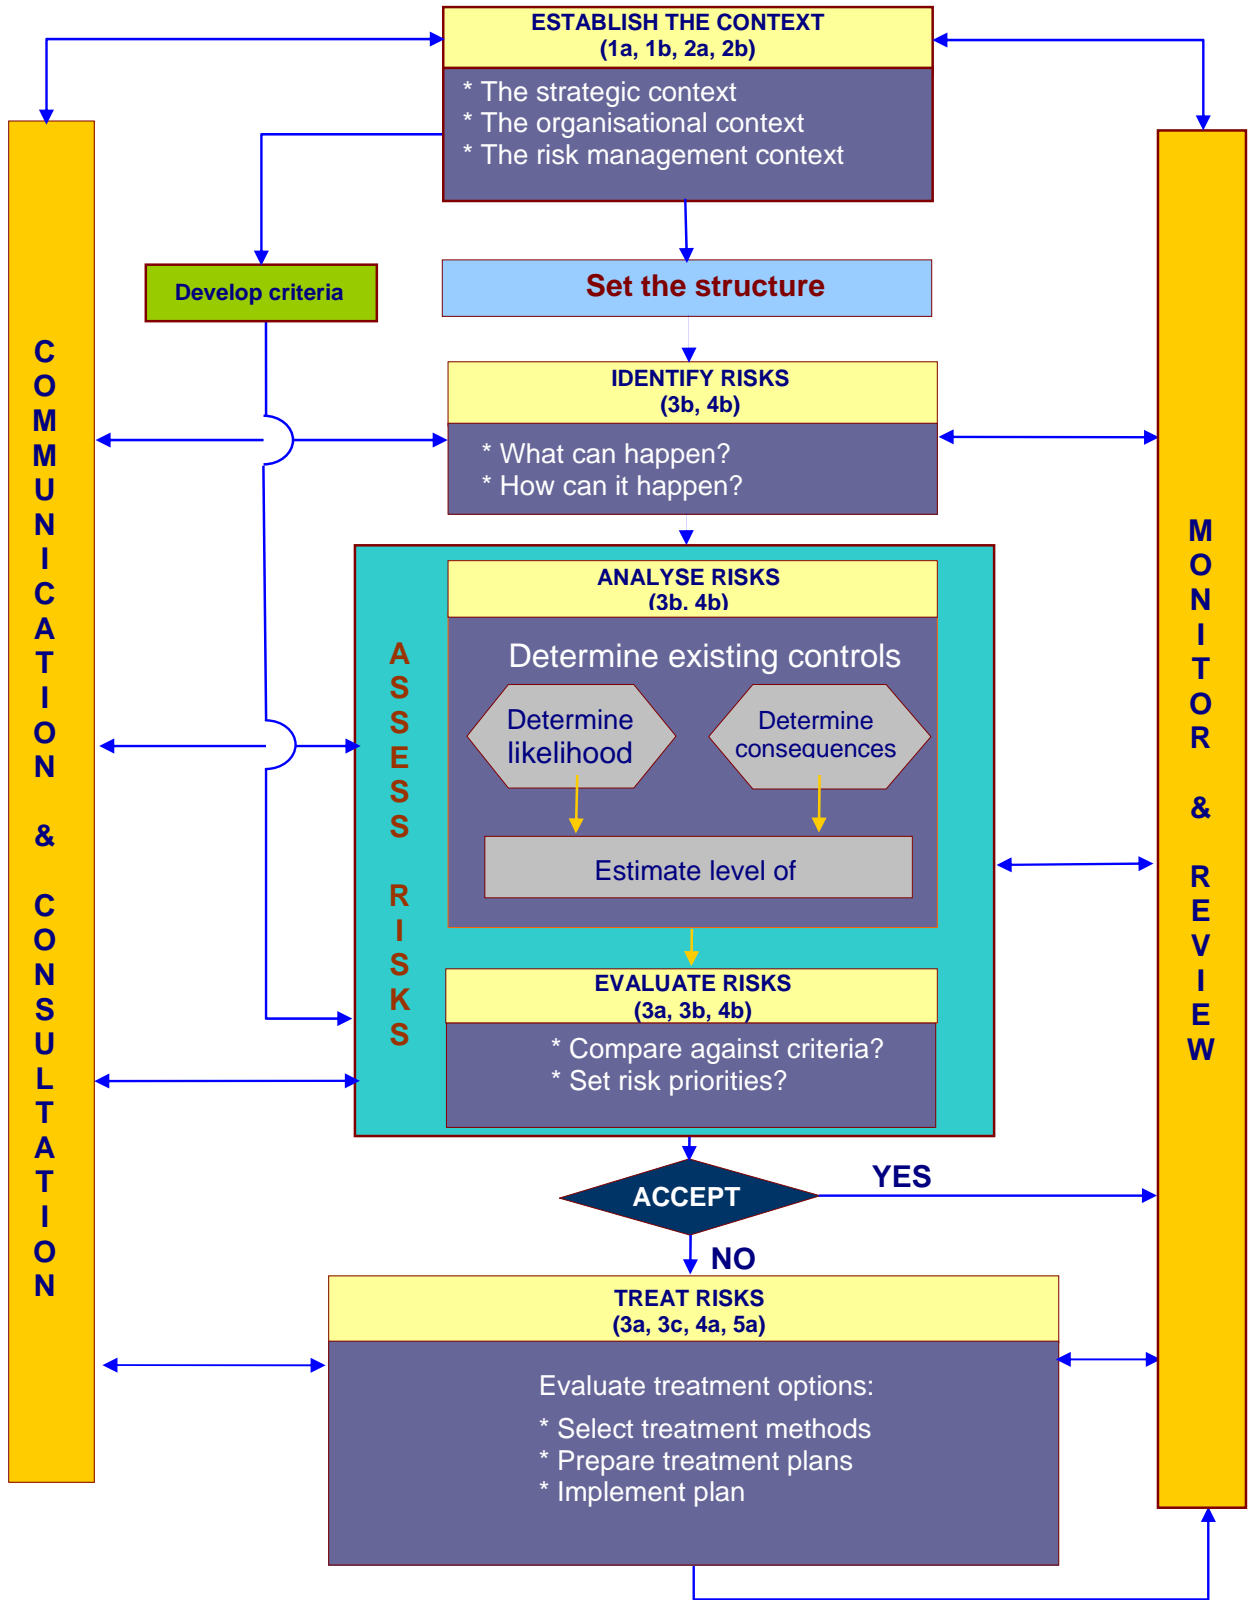 ESTABLISH THE CONTEXT
(1a, 1b, 2a, 2b)
* The strategic context
* The organisational context
* The risk management context
Develop criteria
Set the structure
IDENTIFY RISKS
(3b, 4b)
* What can happen?
* How can it happen?
COMMUNICATION & CONSULTATION
ASSESS RISKS
ANALYSE RISKS
(3b, 4b)
Determine existing controls
Determine
likelihood
Determine
consequences
Estimate level of
EVALUATE RISKS
(3a, 3b, 4b)
* Compare against criteria?
* Set risk priorities?
MONITOR & REVIEW
ACCEPT
YES
NO
TREAT RISKS
(3a, 3c, 4a, 5a)
Evaluate treatment options:
* Select treatment methods
* Prepare treatment plans
* Implement plan